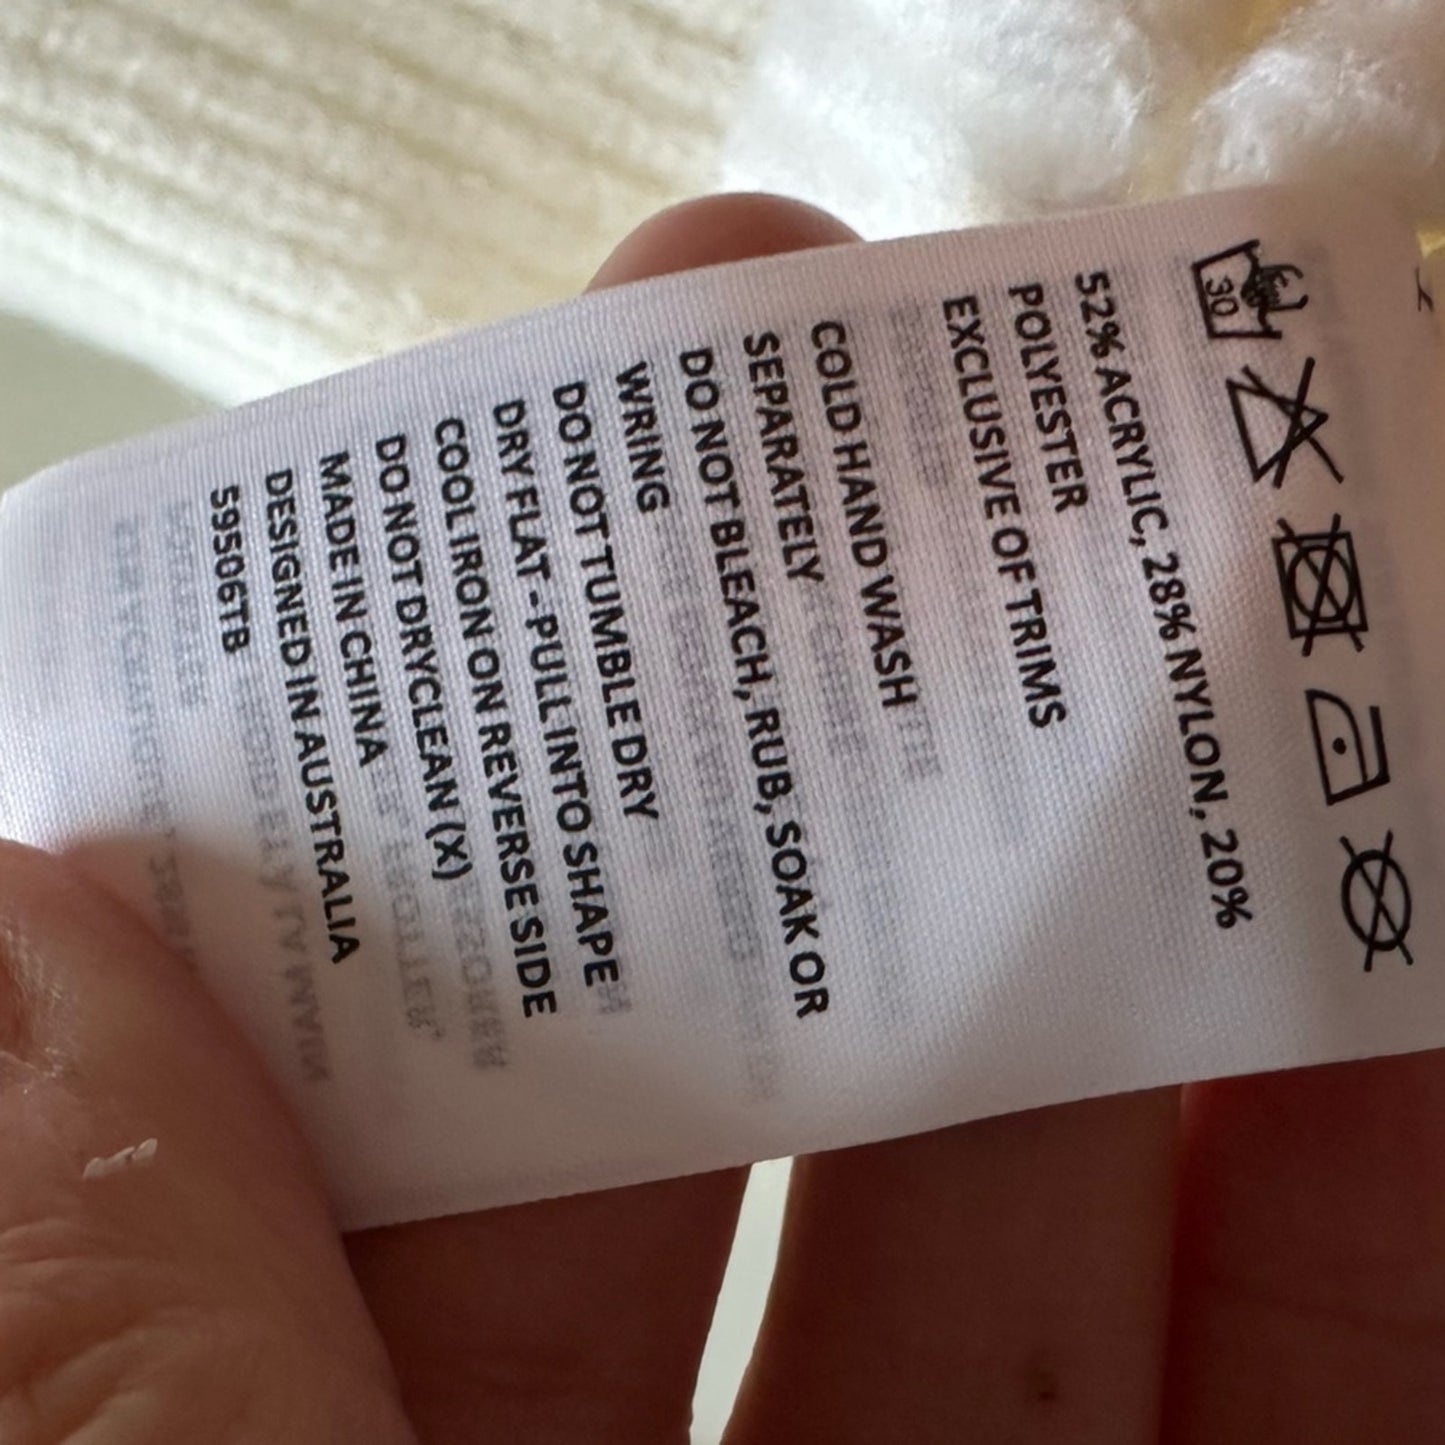 30
52% ACRYLIC, 28% NYLON, 20%
POLYESTER
EXCLUSIVE OF TRIMS
COLD HAND WASH
SEPARATELY
DO NOT BLEACH, RUB, SOAK OR
WRING
DO NOT TUMBLE DRY
DRY FLAT - PULL INTO SHAPE
COOL IRON ON REVERSE SIDE
DO NOT DRYCLEAN (X)
MADE IN CHINA
DESIGNED IN AUSTRALIA
59506TB